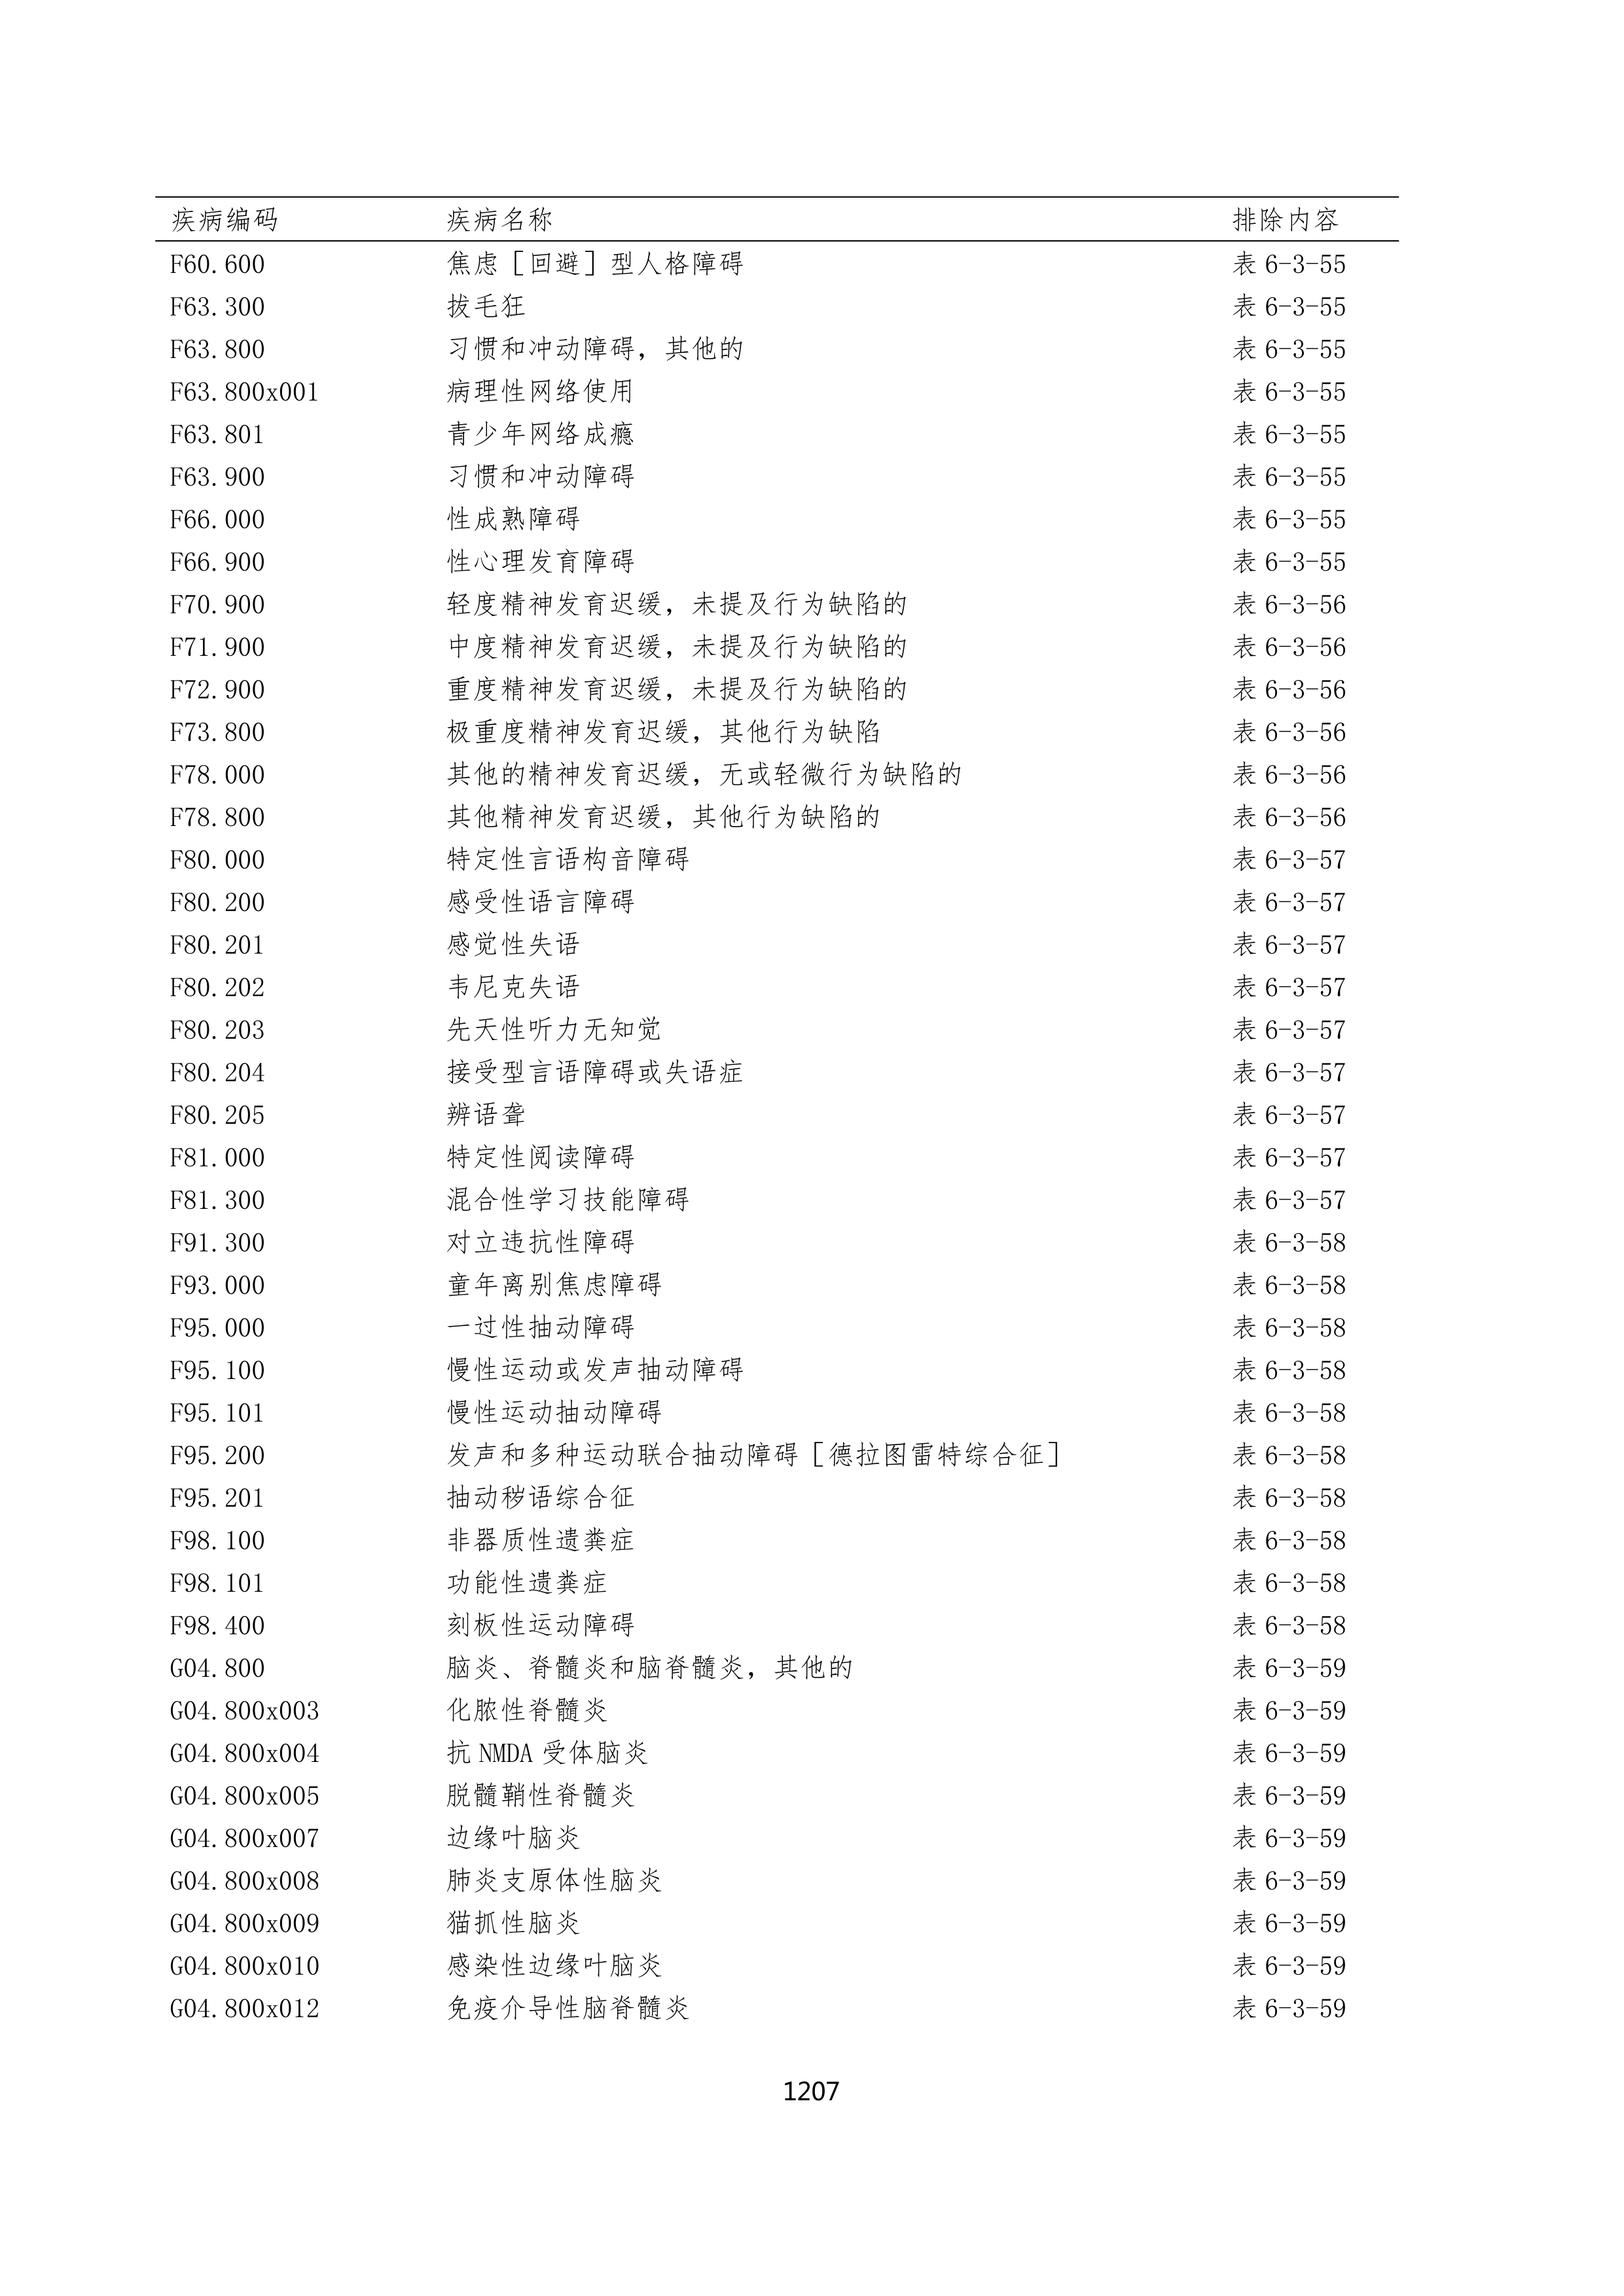 疾病编码 疾病名称 排除内容
F60.600 焦虑［回避］型人格障碍 表 6-3-55
F63.300 拔毛狂 表 6-3-55
F63.800 习惯和冲动障碍，其他的 表 6-3-55
F63.800x001 病理性网络使用 表 6-3-55
F63.801 青少年网络成瘾 表 6-3-55
F63.900 习惯和冲动障碍 表 6-3-55
F66.000 性成熟障碍 表 6-3-55
F66.900 性心理发育障碍 表 6-3-55
F70.900 轻度精神发育迟缓，未提及行为缺陷的 表 6-3-56
F71.900 中度精神发育迟缓，未提及行为缺陷的 表 6-3-56
F72.900 重度精神发育迟缓，未提及行为缺陷的 表 6-3-56
F73.800 极重度精神发育迟缓，其他行为缺陷 表 6-3-56
F78.000 其他的精神发育迟缓，无或轻微行为缺陷的 表 6-3-56
F78.800 其他精神发育迟缓，其他行为缺陷的 表 6-3-56
F80.000 特定性言语构音障碍 表 6-3-57
F80.200 感受性语言障碍 表 6-3-57
F80.201 感觉性失语 表 6-3-57
F80.202 韦尼克失语 表 6-3-57
F80.203 先天性听力无知觉 表 6-3-57
F80.204 接受型言语障碍或失语症 表 6-3-57
F80.205 辨语聋 表 6-3-57
F81.000 特定性阅读障碍 表 6-3-57
F81.300 混合性学习技能障碍 表 6-3-57
F91.300 对立违抗性障碍 表 6-3-58
F93.000 童年离别焦虑障碍 表 6-3-58
F95.000 一过性抽动障碍 表 6-3-58
F95.100 慢性运动或发声抽动障碍 表 6-3-58
F95.101 慢性运动抽动障碍 表 6-3-58
F95.200 发声和多种运动联合抽动障碍［德拉图雷特综合征］ 表 6-3-58
F95.201 抽动秽语综合征 表 6-3-58
F98.100 非器质性遗粪症 表 6-3-58
F98.101 功能性遗粪症 表 6-3-58
F98.400 刻板性运动障碍 表 6-3-58
G04.800 脑炎、脊髓炎和脑脊髓炎，其他的 表 6-3-59
G04.800x003 化脓性脊髓炎 表 6-3-59
G04.800x004 抗 NMDA 受体脑炎 表 6-3-59
G04.800x005 脱髓鞘性脊髓炎 表 6-3-59
G04.800x007 边缘叶脑炎 表 6-3-59
G04.800x008 肺炎支原体性脑炎 表 6-3-59
G04.800x009 猫抓性脑炎 表 6-3-59
G04.800x010 感染性边缘叶脑炎 表 6-3-59
G04.800x012 免疫介导性脑脊髓炎 表 6-3-59
1207